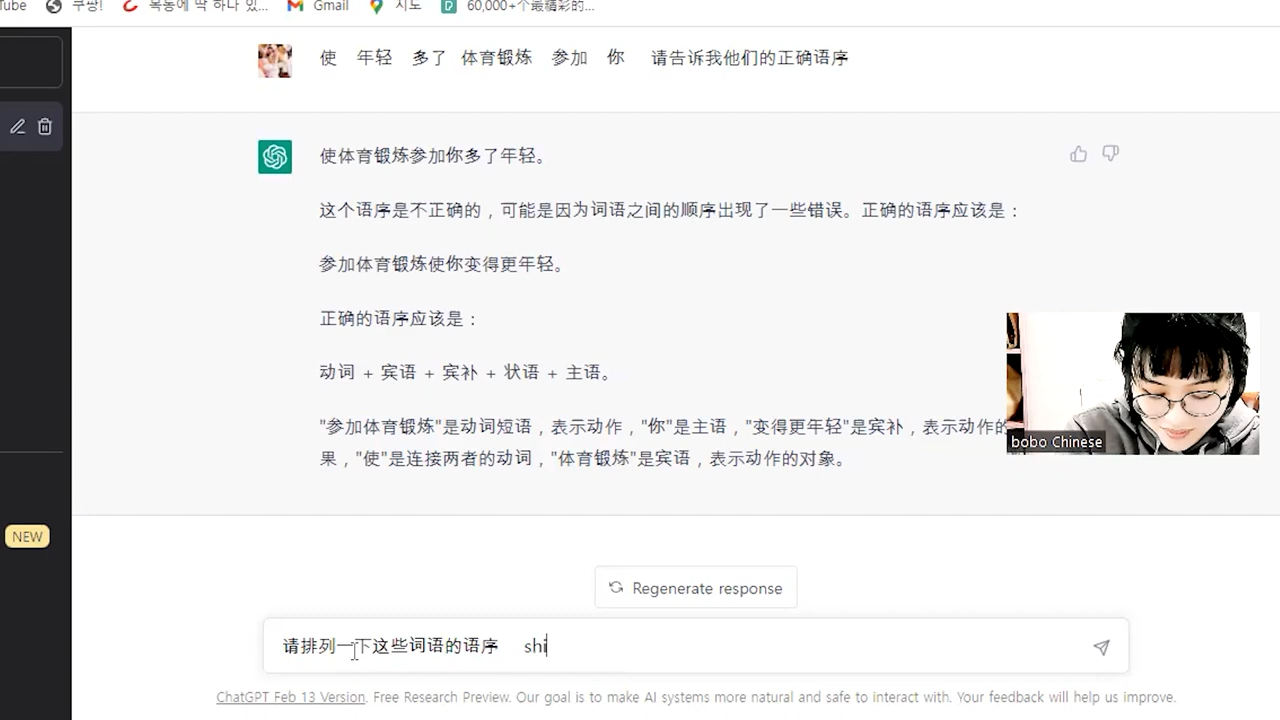 Tube 쿠팡! 목동에 딱 하나 있... Gmail 지도 60,000+个最精彩的...
使 年轻 多了 体育锻炼 参加 你 请告诉我他们的正确语序
使体育锻炼参加你多了年轻。
这个语序是不正确的，可能是因为词语之间的顺序出现了一些错误。正确的语序应该是：
参加体育锻炼使你变得更年轻。
正确的语序应该是：
动词 + 宾语 + 宾补 + 状语 + 主语。
"参加体育锻炼"是动词短语，表示动作，"你"是主语，"变得更年轻"是宾补，表示动作的
果，"使"是连接两者的动词，"体育锻炼"是宾语，表示动作的对象。
bobo Chinese
NEW
Regenerate response
请排列一下这些词语的语序 shi
ChatGPT Feb 13 Version. Free Research Preview. Our goal is to make AI systems more natural and safe to interact with. Your feedback will help us improve.